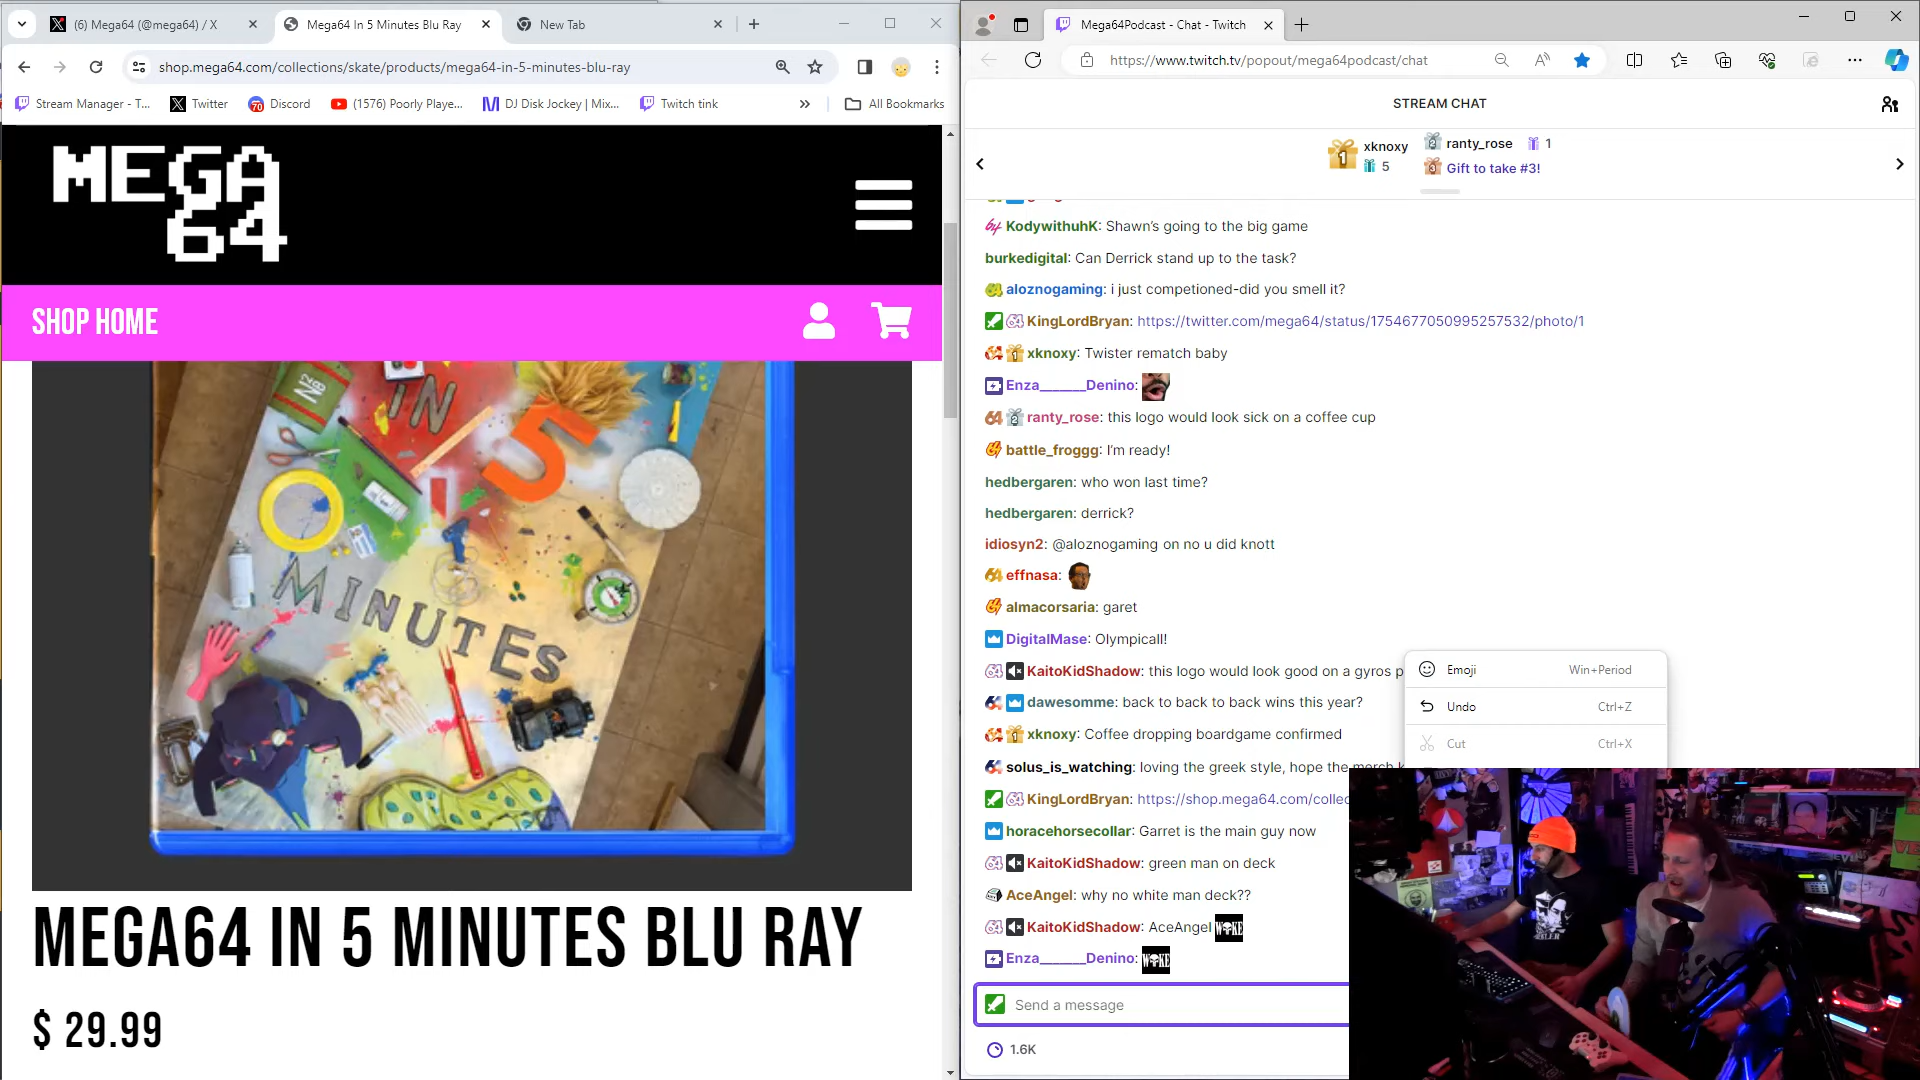 (6) Mega64 (@mega64) / X
Mega64 In 5 Minutes Blu Ray
New Tab
shop.mega64.com/collections/skate/products/mega64-in-5-minutes-blu-ray
Stream Manager - T...
Twitter
Discord
(1576) Poorly Playe...
DJ Disk Jockey | Mix...
Twitch tink
»
All Bookmarks
MEGA
64
SHOP HOME
IN
5
MINUTES
MEGA64 IN 5 MINUTES BLU RAY
$ 29.99
Mega64Podcast - Chat - Twitch
https://www.twitch.tv/popout/mega64podcast/chat
STREAM CHAT
1 xknoxy 5
2 ranty_rose 1
3 Gift to take #3!
KodywithuhK: Shawn's going to the big game
burkedigital: Can Derrick stand up to the task?
aloznogaming: i just competioned-did you smell it?
KingLordBryan: https://twitter.com/mega64/status/1754677050995257532/photo/1
xknoxy: Twister rematch baby
Enza_______Denino:
ranty_rose: this logo would look sick on a coffee cup
battle_froggg: I'm ready!
hedbergaren: who won last time?
hedbergaren: derrick?
idiosyn2: @aloznogaming on no u did knott
effnasa:
almacorsaria: garet
DigitalMase: Olympicall!
KaitoKidShadow: this logo would look good on a gyros p
dawesomme: back to back to back wins this year?
xknoxy: Coffee dropping boardgame confirmed
solus_is_watching: loving the greek style, hope the merch k
KingLordBryan: https://shop.mega64.com/collec
horacehorsecollar: Garret is the main guy now
KaitoKidShadow: green man on deck
AceAngel: why no white man deck??
KaitoKidShadow: AceAngel WOKE
Enza_______Denino: WOKE
Send a message
1.6K
Emoji Win+Period
Undo Ctrl+Z
Cut Ctrl+X